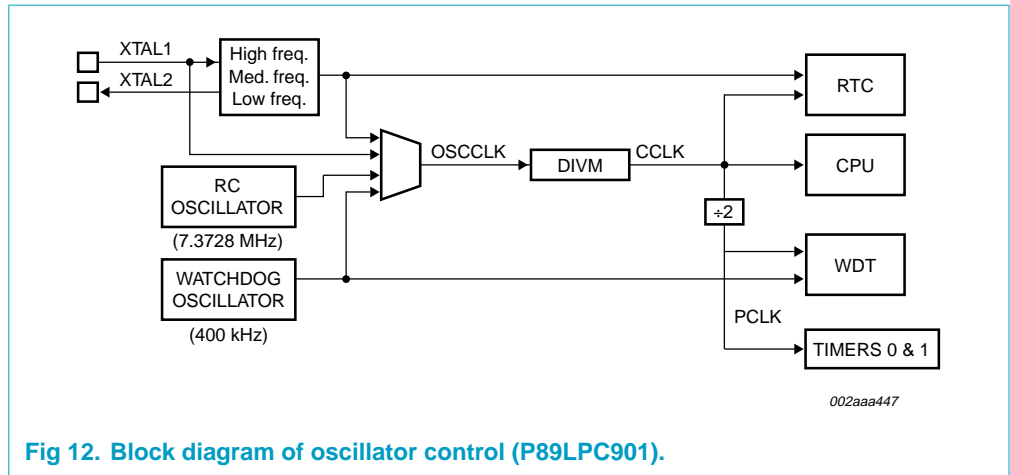 XTAL1
XTAL2
High freq.
Med. freq.
Low freq.
RTC
OSCCLK
DIVM
CCLK
CPU
RC
OSCILLATOR
(7.3728 MHz)
÷2
WATCHDOG
OSCILLATOR
(400 kHz)
WDT
PCLK
TIMERS 0 & 1
002aaa447
Fig 12. Block diagram of oscillator control (P89LPC901).